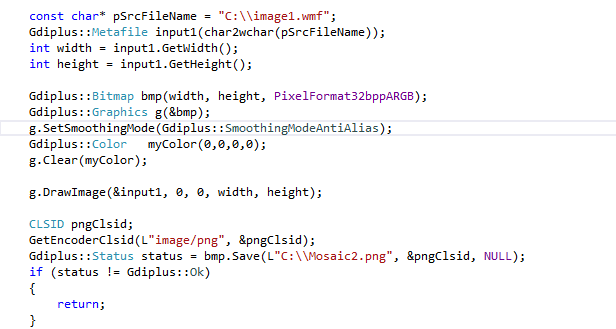 const char* pSrcFileName = "C:\\image1.wmf";
Gdiplus::Metafile input1(char2wchar(pSrcFileName));
int width = input1.GetWidth();
int height = input1.GetHeight();
Gdiplus::Bitmap bmp(width, height, PixelFormat32bppARGB);
Gdiplus::Graphics g(&bmp);
g.SetSmoothingMode(Gdiplus::SmoothingModeAntiAlias);
Gdiplus::Color   myColor(0,0,0,0);
g.Clear(myColor);
g.DrawImage(&input1, 0, 0, width, height);
CLSID pngClsid;
GetEncoderClsid(L"image/png", &pngClsid);
Gdiplus::Status status = bmp.Save(L"C:\\Mosaic2.png", &pngClsid, NULL);
if (status != Gdiplus::Ok)
{
    return;
}